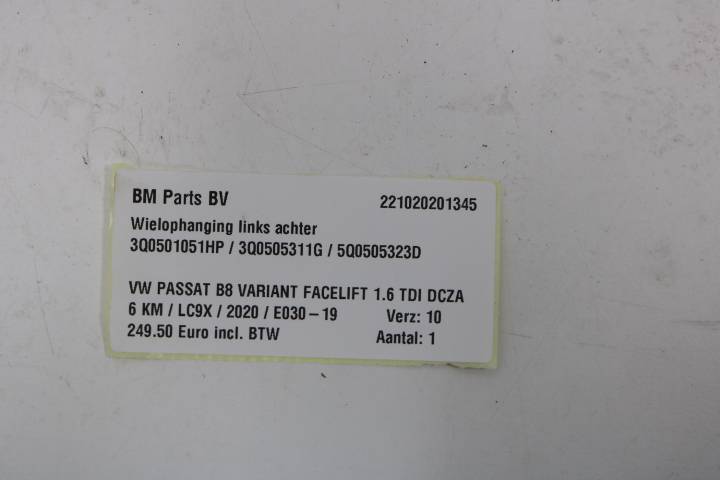 BM Parts BV 221020201345
Wielophanging links achter
3Q0501051HP / 3Q0505311G / 5Q0505323D
VW PASSAT B8 VARIANT FACELIFT 1.6 TDI DCZA
6 KM / LC9X / 2020 / E030-19 Verz: 10
249.50 Euro incl. BTW Aantal: 1